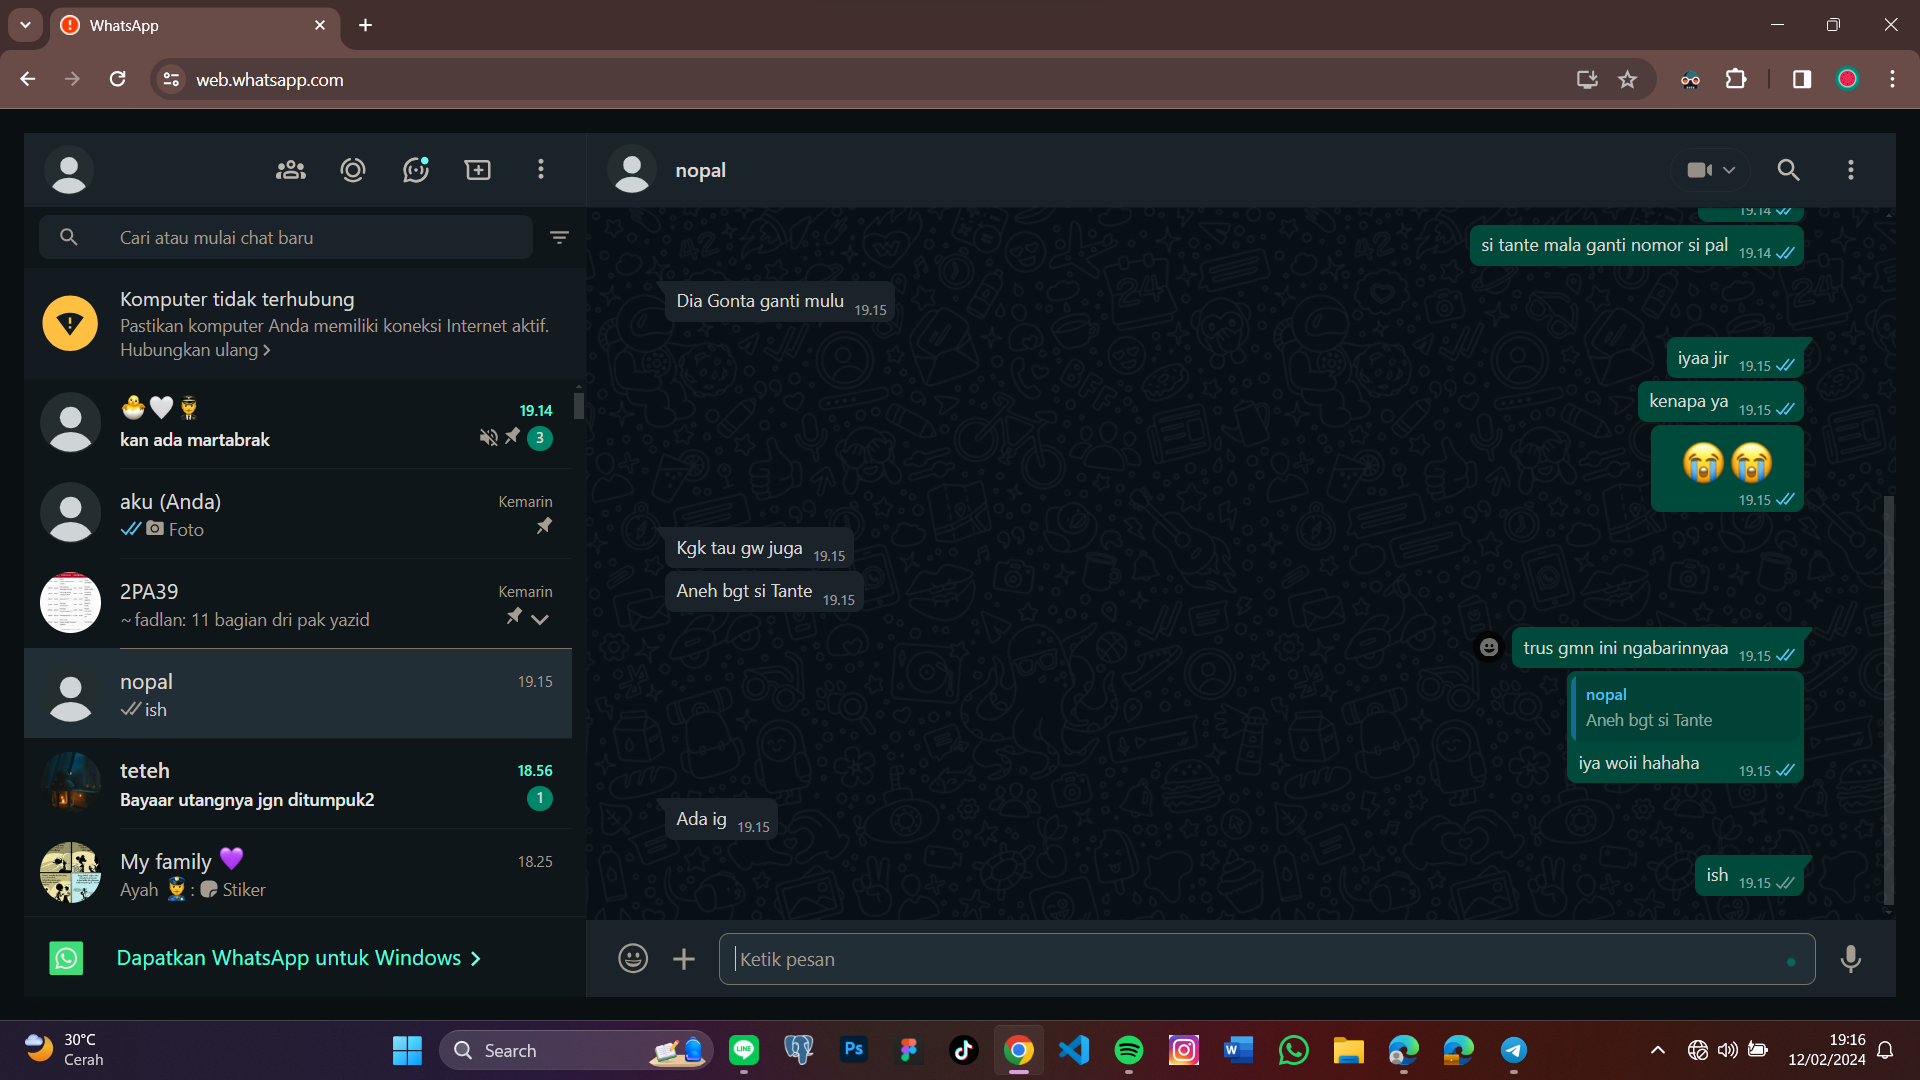 WhatsApp
web.whatsapp.com
Cari atau mulai chat baru
Komputer tidak terhubung
Pastikan komputer Anda memiliki koneksi Internet aktif.
Hubungkan ulang
19.14
kan ada martabrak
3
aku (Anda)
Kemarin
Foto
2PA39
Kemarin
~ fadlan: 11 bagian dri pak yazid
nopal
19.15
ish
teteh
18.56
Bayaar utangnya jgn ditumpuk2
1
My family
18.25
Ayah : Stiker
Dapatkan WhatsApp untuk Windows
nopal
19.14
si tante mala ganti nomor si pal 19.14
Dia Gonta ganti mulu 19.15
iyaa jir 19.15
kenapa ya 19.15
😭😭
19.15
Kgk tau gw juga 19.15
Aneh bgt si Tante 19.15
trus gmn ini ngabarinnyaa 19.15
nopal
Aneh bgt si Tante
iya woii hahaha 19.15
Ada ig 19.15
ish 19.15
Ketik pesan
30°C
Cerah
Search
LINE
Ps
W
19:16
12/02/2024